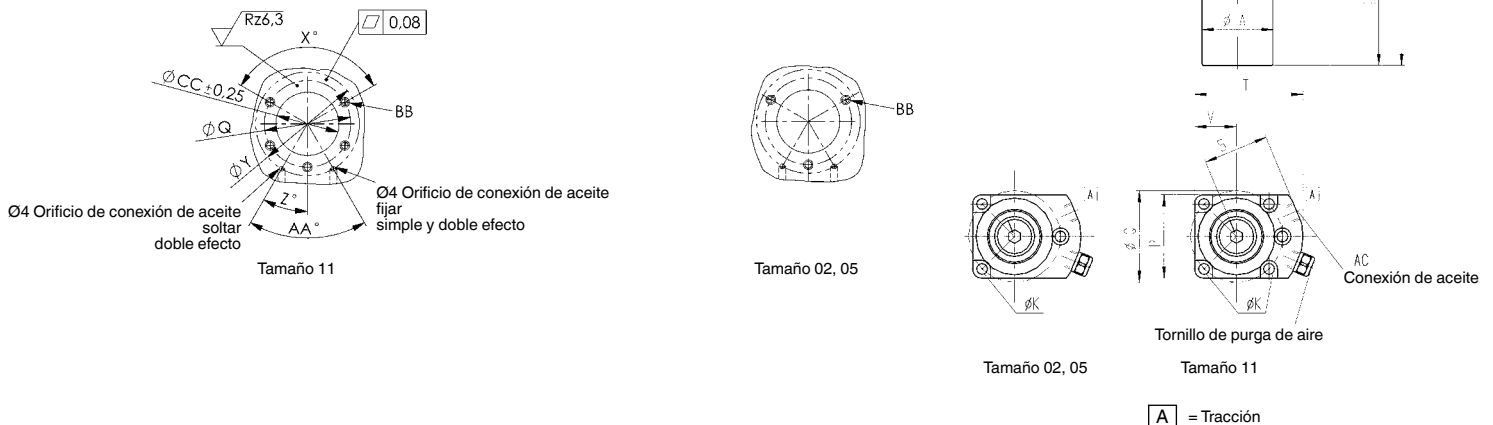 Rz6,3
0,08
X°
ØCC±0,25
BB
ØQ
ØY
Z°
AA°
Ø4 Orificio de conexión de aceite
soltar
doble efecto
Ø4 Orificio de conexión de aceite
fijar
simple y doble efecto
Tamaño 11
BB
Tamaño 02, 05
Ø A
T
V
S
Ø G
P
AC
Conexión de aceite
ØK
ØK
Tornillo de purga de aire
Tamaño 02, 05
Tamaño 11
A = Tracción